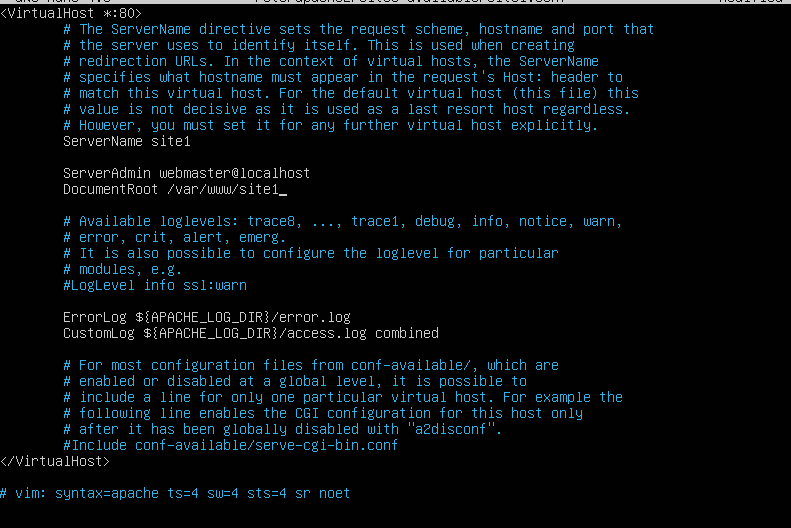 <VirtualHost *:80>
# The ServerName directive sets the request scheme, hostname and port that
# the server uses to identify itself. This is used when creating
# redirection URLs. In the context of virtual hosts, the ServerName
# specifies what hostname must appear in the request's Host: header to
# match this virtual host. For the default virtual host (this file) this
# value is not decisive as it is used as a last resort host regardless.
# However, you must set it for any further virtual host explicitly.
ServerName site1
ServerAdmin webmaster@localhost
DocumentRoot /var/www/site1_
# Available loglevels: trace8, ..., trace1, debug, info, notice, warn,
# error, crit, alert, emerg.
# It is also possible to configure the loglevel for particular
# modules, e.g.
#LogLevel info ssl:warn
ErrorLog ${APACHE_LOG_DIR}/error.log
CustomLog ${APACHE_LOG_DIR}/access.log combined
# For most configuration files from conf-available/, which are
# enabled or disabled at a global level, it is possible to
# include a line for only one particular virtual host. For example the
# following line enables the CGI configuration for this host only
# after it has been globally disabled with "a2disconf".
#Include conf-available/serve-cgi-bin.conf
</VirtualHost>
# vim: syntax=apache ts=4 sw=4 sts=4 sr noet